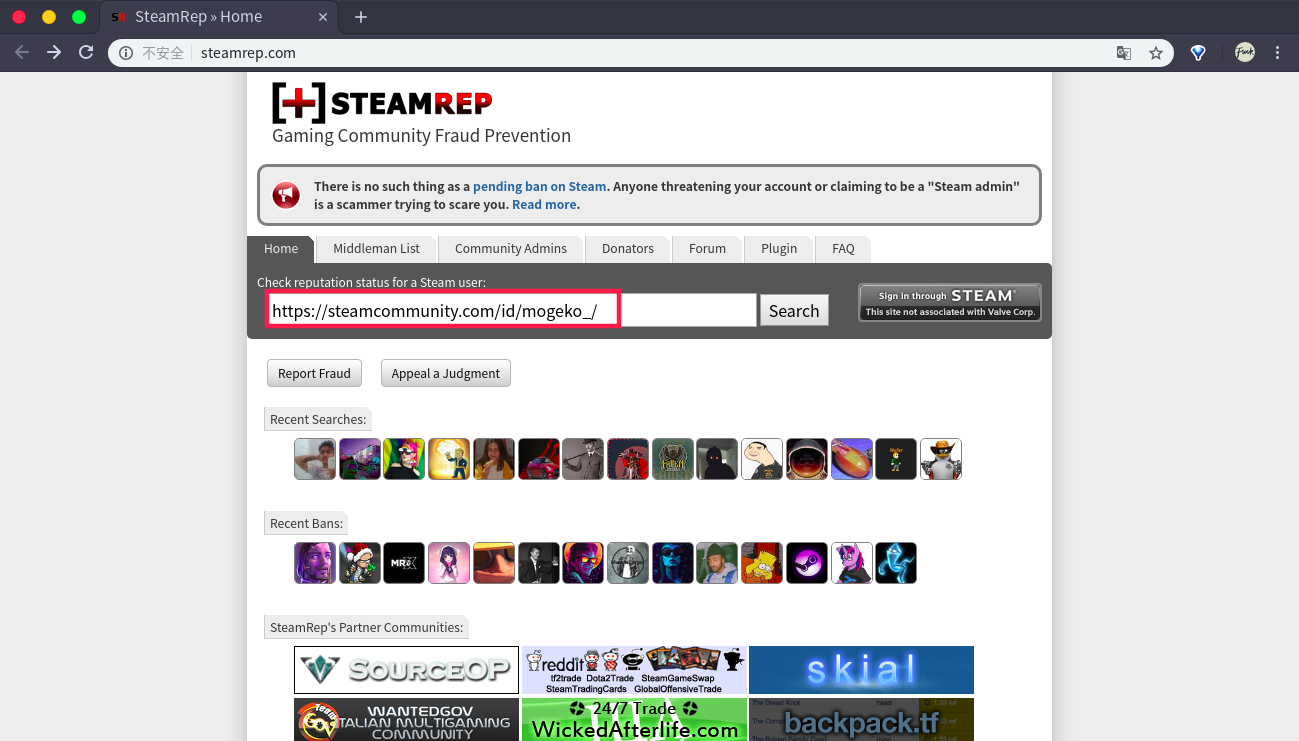 SteamRep » Home
不安全
steamrep.com
STEAMREP
Gaming Community Fraud Prevention
There is no such thing as a pending ban on Steam. Anyone threatening your account or claiming to be a "Steam admin"
is a scammer trying to scare you. Read more.
Home Middleman List Community Admins Donators Forum Plugin FAQ
Check reputation status for a Steam user:
https://steamcommunity.com/id/mogeko_/
Search
Sign in through STEAM
This site not associated with Valve Corp.
Report Fraud Appeal a Judgment
Recent Searches:
Recent Bans:
MRX
SteamRep's Partner Communities:
SOURCEOP
reddit
tf2trade Dota2Trade SteamGameSwap
SteamTradingCards GlobalOffensiveTrade
skial
WANTEDGOV
ITALIAN MULTIGAMING
COMMUNITY
24/7 Trade
WickedAfterlife.com
backpack.tf